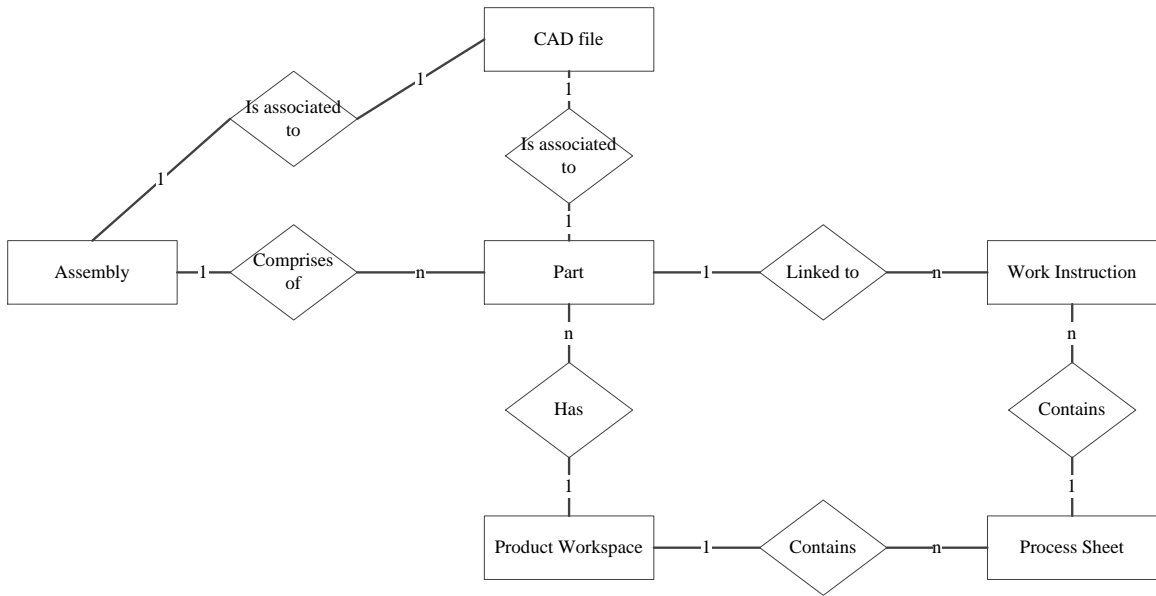 CAD file
1
1
Is associated
to
Is associated
to
1
1
Assembly
1
Comprises
of
n
Part
1
Linked to
n
Work Instruction
n
n
Has
Contains
1
1
Product Workspace
1
Contains
n
Process Sheet